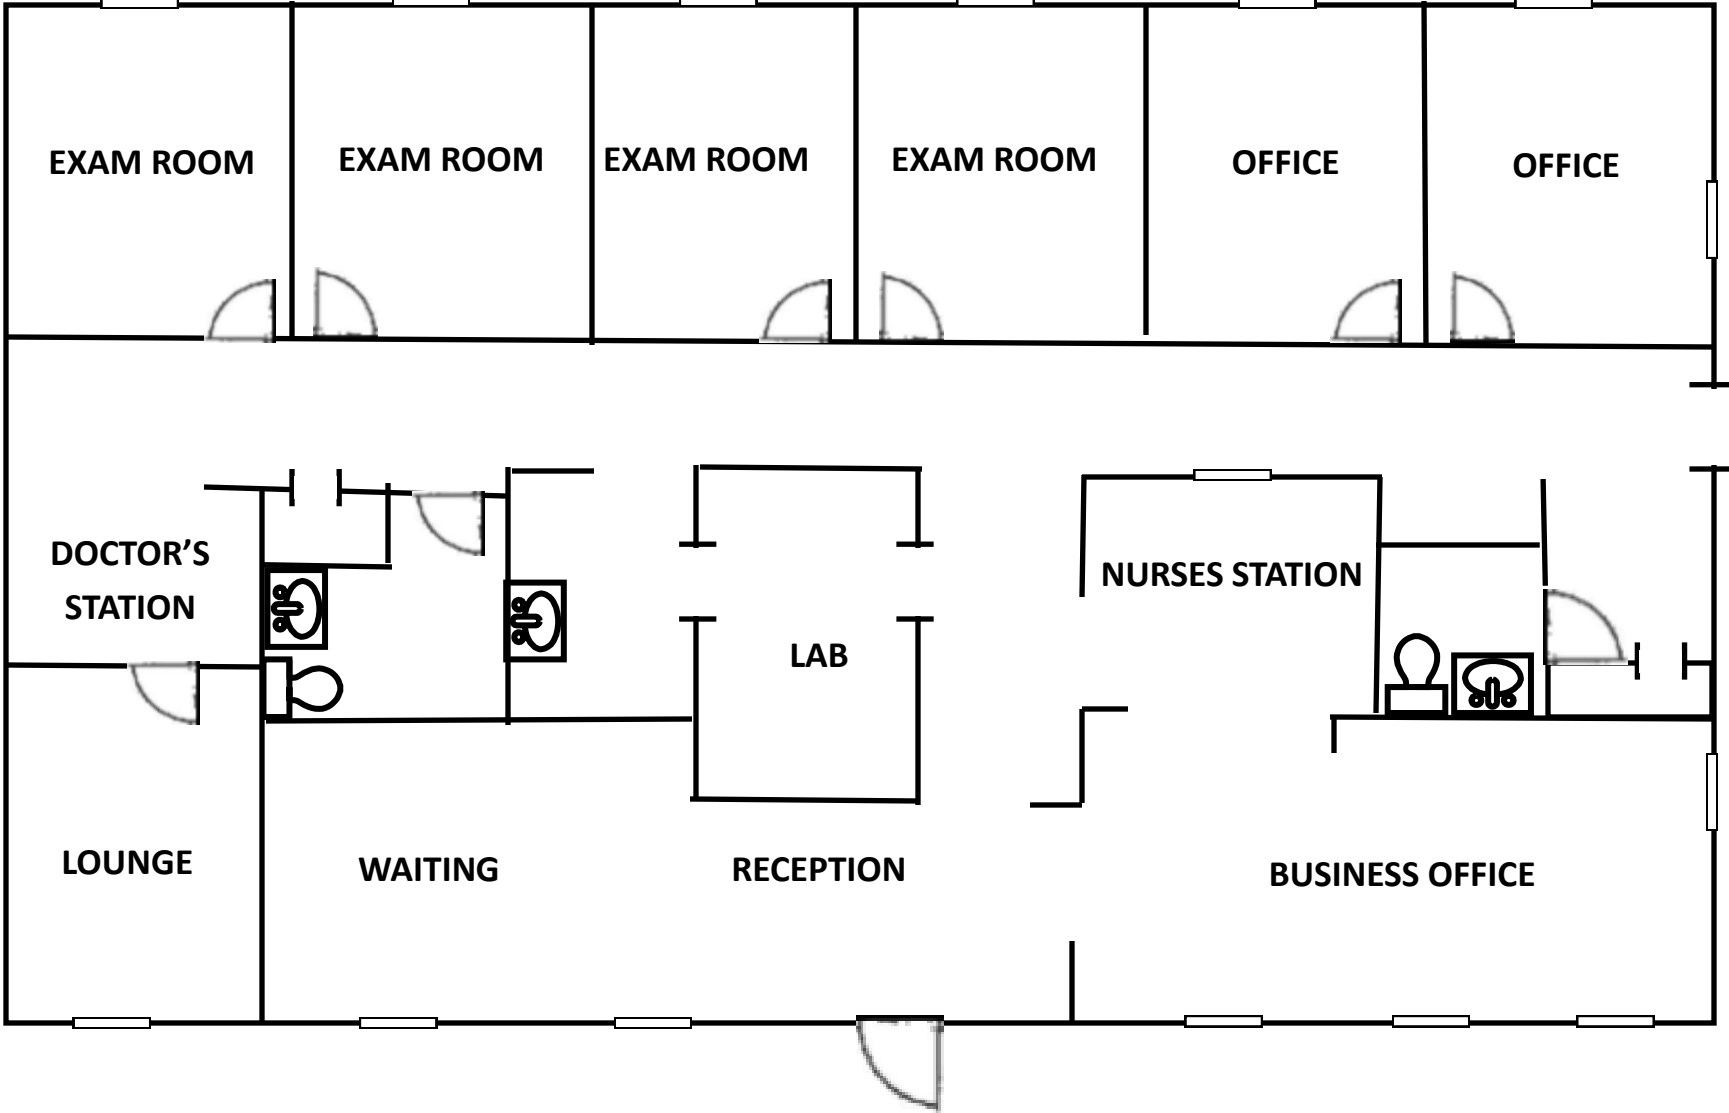 EXAM ROOM
EXAM ROOM
EXAM ROOM
EXAM ROOM
OFFICE
OFFICE
DOCTOR’S
STATION
NURSES STATION
LAB
LOUNGE
WAITING
RECEPTION
BUSINESS OFFICE